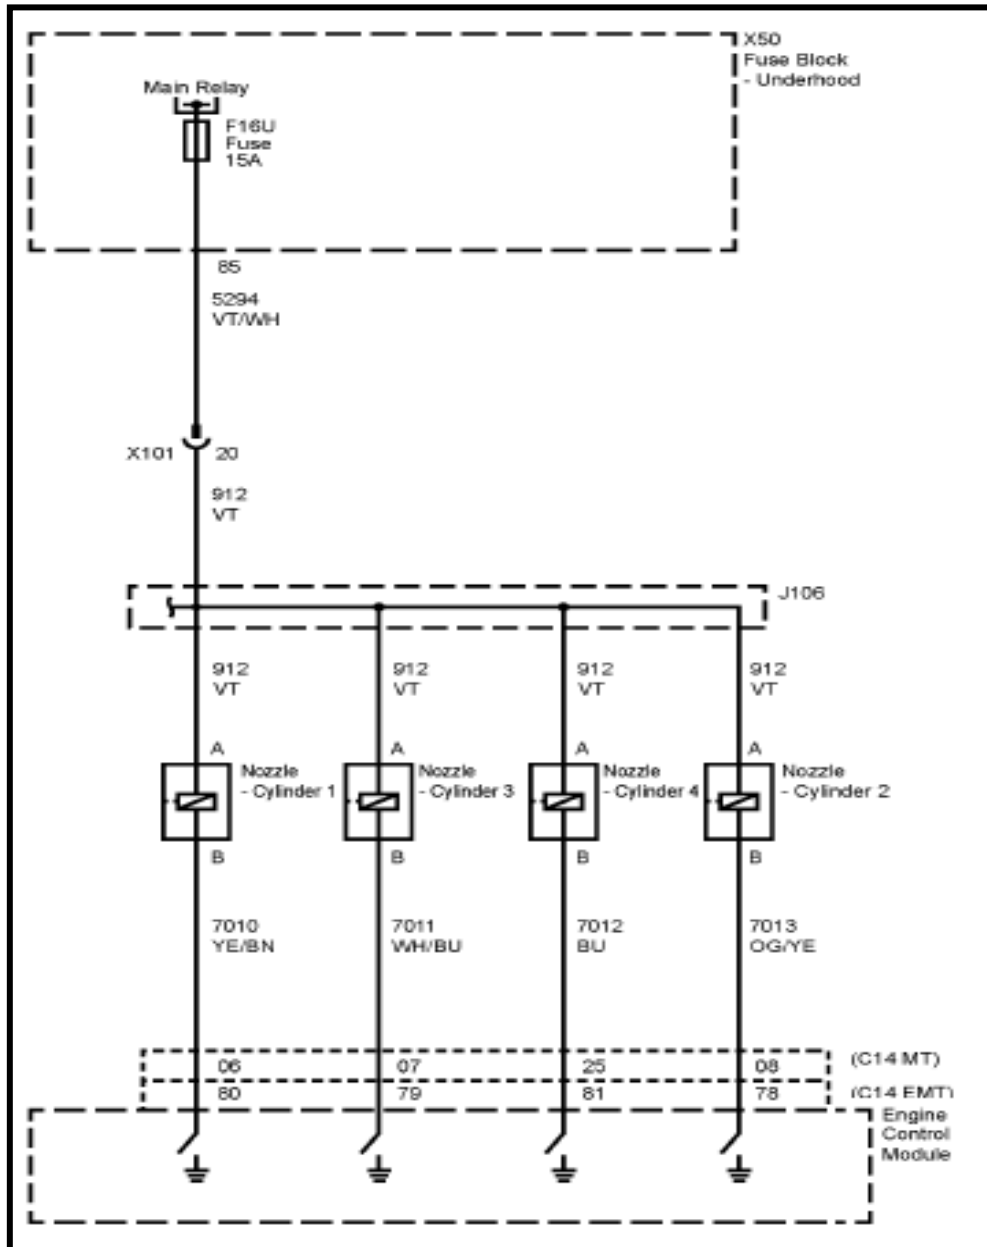 X50
Fuse Block
- Underhood
Main Relay
F16U
Fuse
15A
85
5294
VT/WH
X101 20
912
VT
J106
912 912 912 912
VT VT VT VT
A A A A
Nozzle Nozzle Nozzle Nozzle
- Cylinder 1 - Cylinder 3 - Cylinder 4 - Cylinder 2
B B B B
7010 7011 7012 7013
YE/BN WH/BU BU OG/YE
06 07 25 08 (C14 MT)
80 79 81 78 (C14 EMT)
Engine
Control
Module